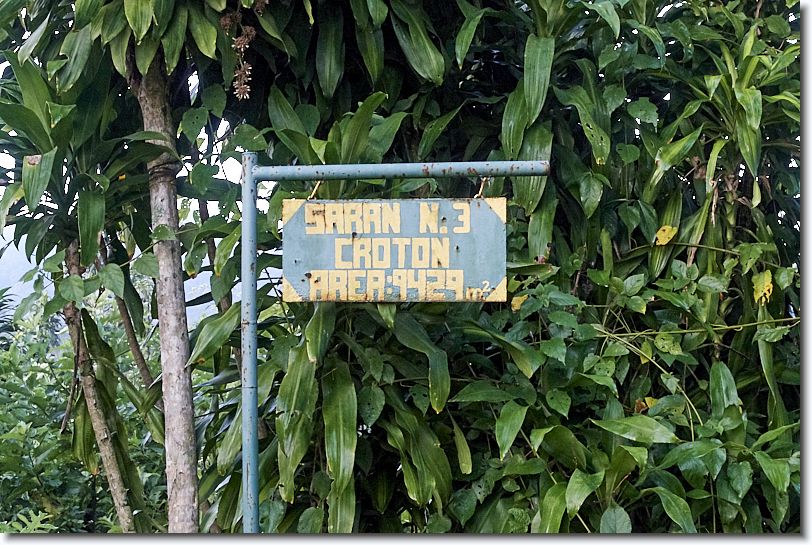 SARAN N. 3
CROTON
AREA:9429 m²